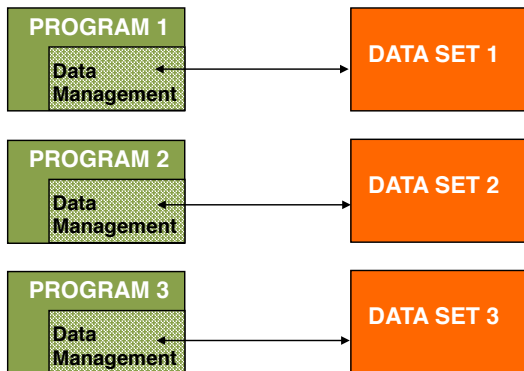 PROGRAM 1
Data
Management
DATA SET 1
PROGRAM 2
Data
Management
DATA SET 2
PROGRAM 3
Data
Management
DATA SET 3